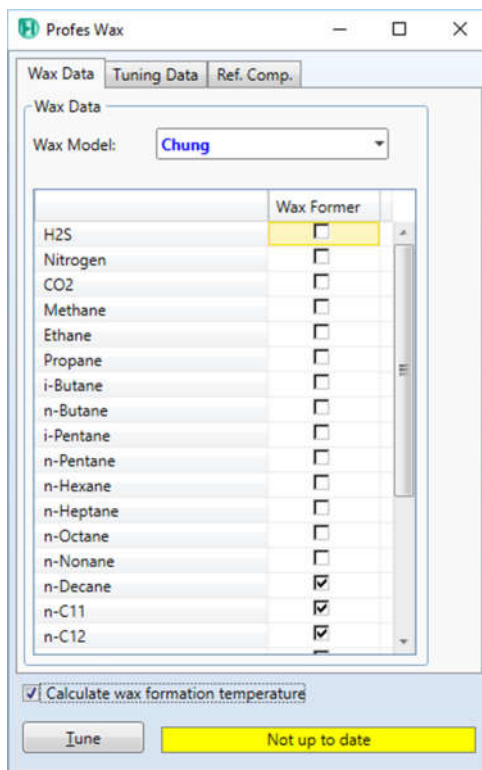 Profes Wax
Wax Data Tuning Data Ref. Comp.
Wax Data
Wax Model: Chung
Wax Former
H2S
Nitrogen
CO2
Methane
Ethane
Propane
i-Butane
n-Butane
i-Pentane
n-Pentane
n-Hexane
n-Heptane
n-Octane
n-Nonane
n-Decane
n-C11
n-C12
Calculate wax formation temperature
Tune Not up to date